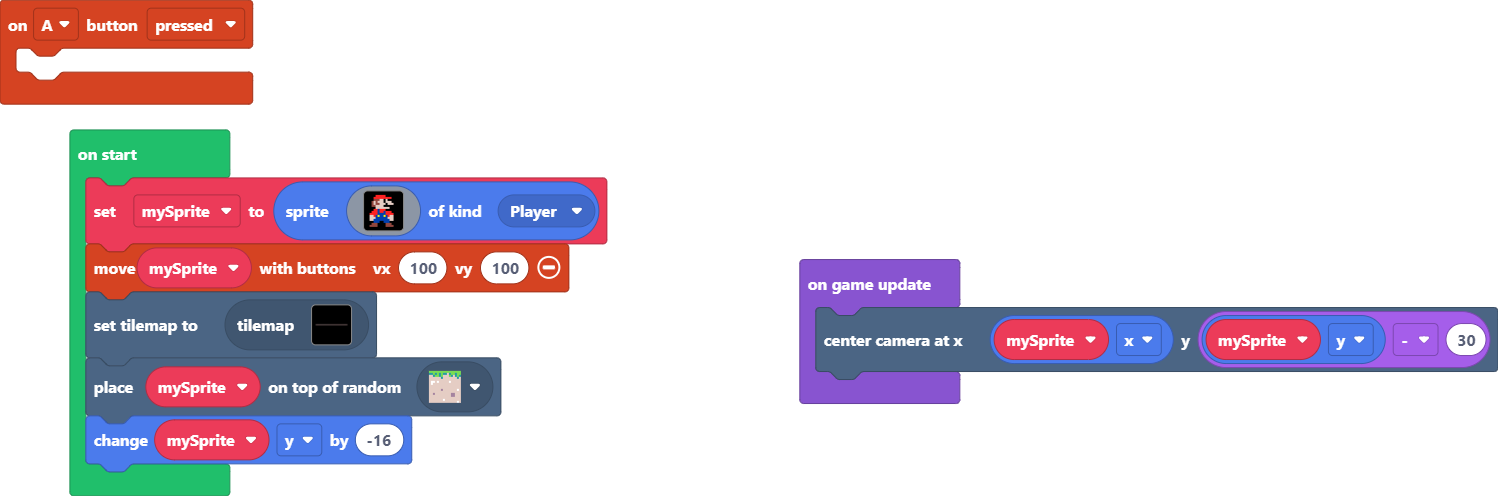 on A button pressed
on start
set mySprite to sprite of kind Player
move mySprite with buttons vx 100 vy 100
set tilemap to tilemap
place mySprite on top of random
change mySprite y by -16
on game update
center camera at x mySprite x y mySprite y - 30